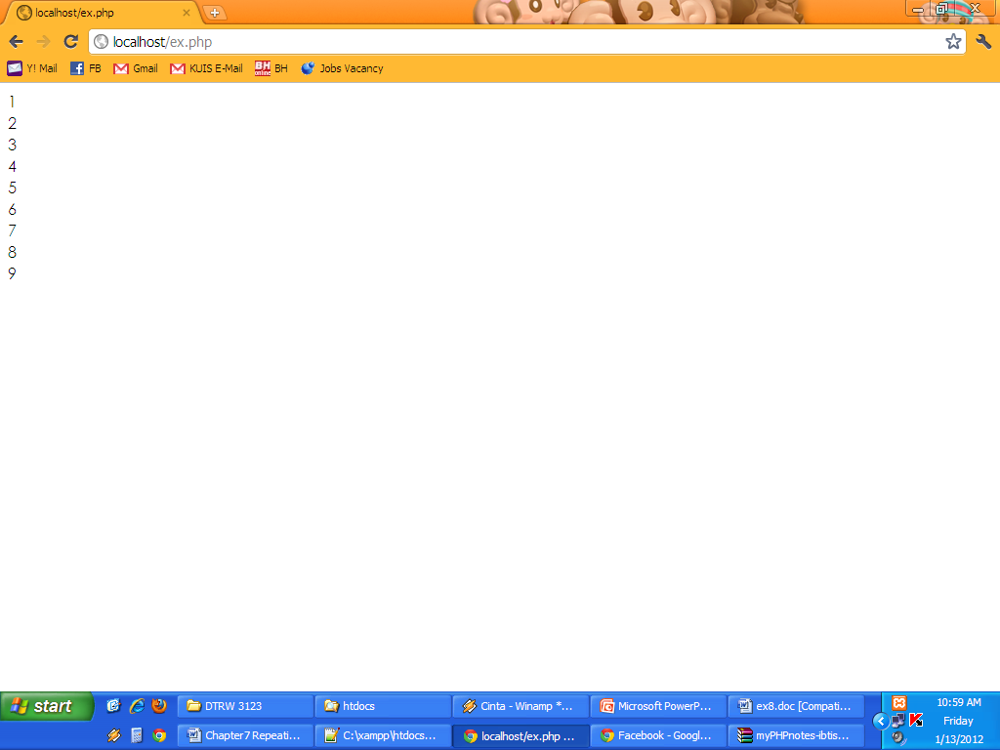 localhost/ex.php
localhost/ex.php
Y! Mail FB Gmail KUIS E-Mail BH online BH Jobs Vacancy
1
2
3
4
5
6
7
8
9
start DTRW 3123 htdocs Cinta - Winamp *... Microsoft PowerP... ex8.doc [Compati... 10:59 AM
Friday
Chapter7 Repeati... C:\xampp\htdocs... localhost/ex.php ... Facebook - Googl... myPHPnotes-ibtis... 1/13/2012